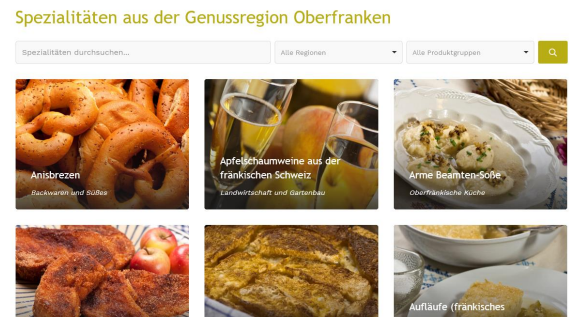 Spezialitäten aus der Genussregion Oberfranken
Spezialitäten durchsuchen...
Alle Regionen
Alle Produktgruppen
Anisbrezen
Backwaren und Süßes
Apfelschaumweine aus der
fränkischen Schweiz
Landwirtschaft und Gartenbau
Arme Beamten-Soße
Oberfränkische Küche
Aufläufe (fränkisches